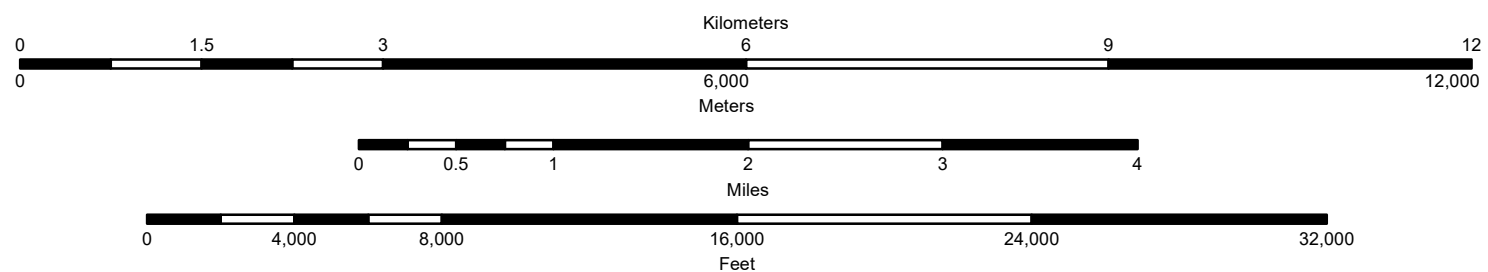 Kilometers
0 1.5 3 6 9 12
0 6,000 12,000
Meters
0 0.5 1 2 3 4
Miles
0 4,000 8,000 16,000 24,000 32,000
Feet